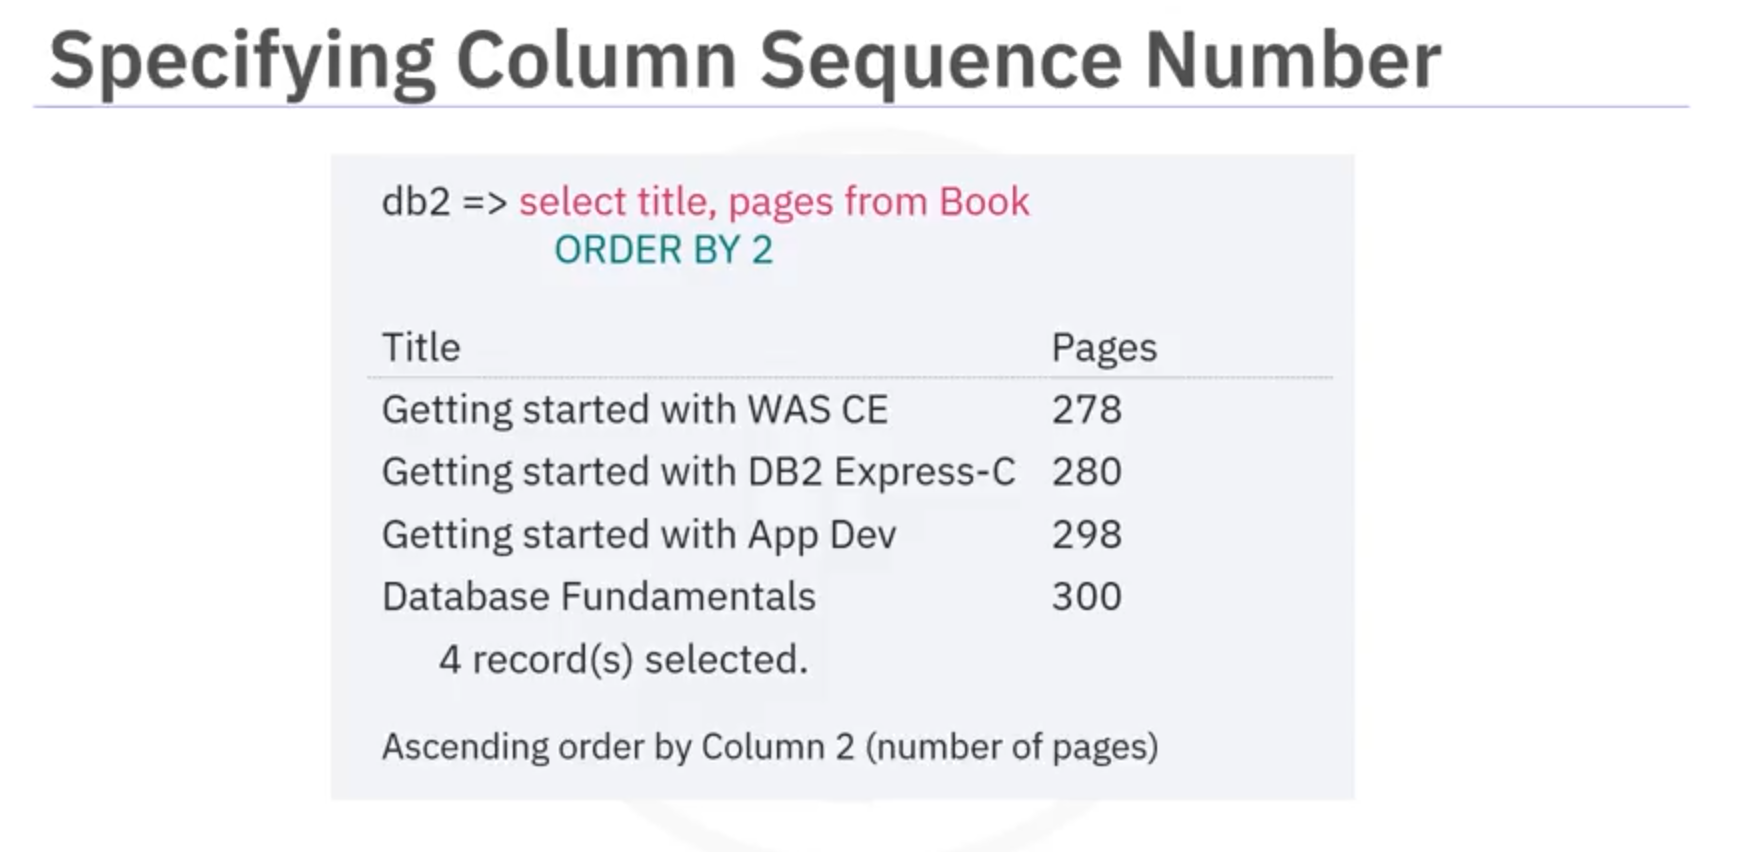 Specifying Column Sequence Number
db2 => select title, pages from Book
ORDER BY 2
Title Pages
Getting started with WAS CE 278
Getting started with DB2 Express-C 280
Getting started with App Dev 298
Database Fundamentals 300
4 record(s) selected.
Ascending order by Column 2 (number of pages)